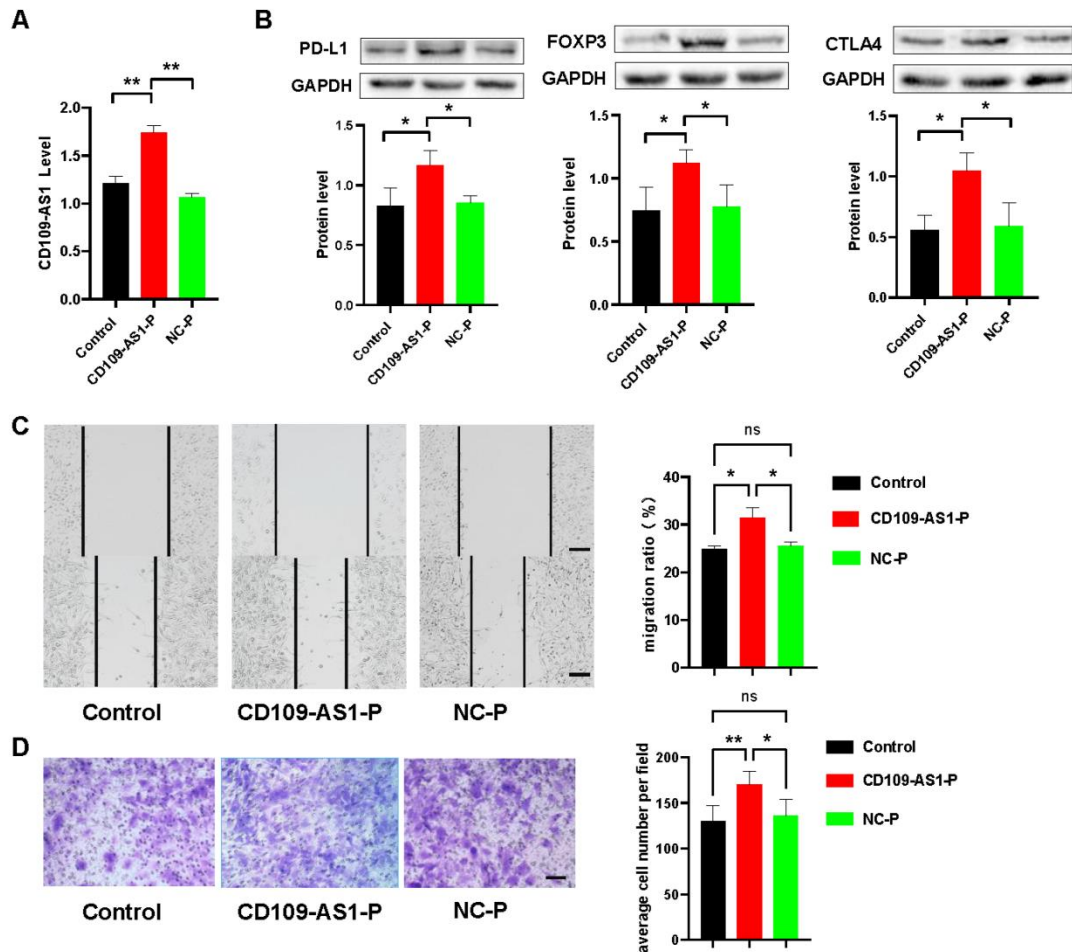 A
CD109-AS1 Level
2.0
1.5
1.0
0.5
0.0
**
**
Control
CD109-AS1-P
NC-P
B
PD-L1
GAPDH
Protein level
1.5
1.0
0.5
0.0
*
*
Control
CD109-AS1-P
NC-P
FOXP3
GAPDH
Protein level
1.5
1.0
0.5
0.0
*
*
Control
CD109-AS1-P
NC-P
CTLA4
GAPDH
Protein level
1.5
1.0
0.5
0.0
*
*
Control
CD109-AS1-P
NC-P
C
Control
CD109-AS1-P
NC-P
migration ratio (%)
40
30
20
10
0
ns
*
*
Control
CD109-AS1-P
NC-P
D
Control
CD109-AS1-P
NC-P
average cell number per field
200
150
100
50
0
ns
**
*
Control
CD109-AS1-P
NC-P